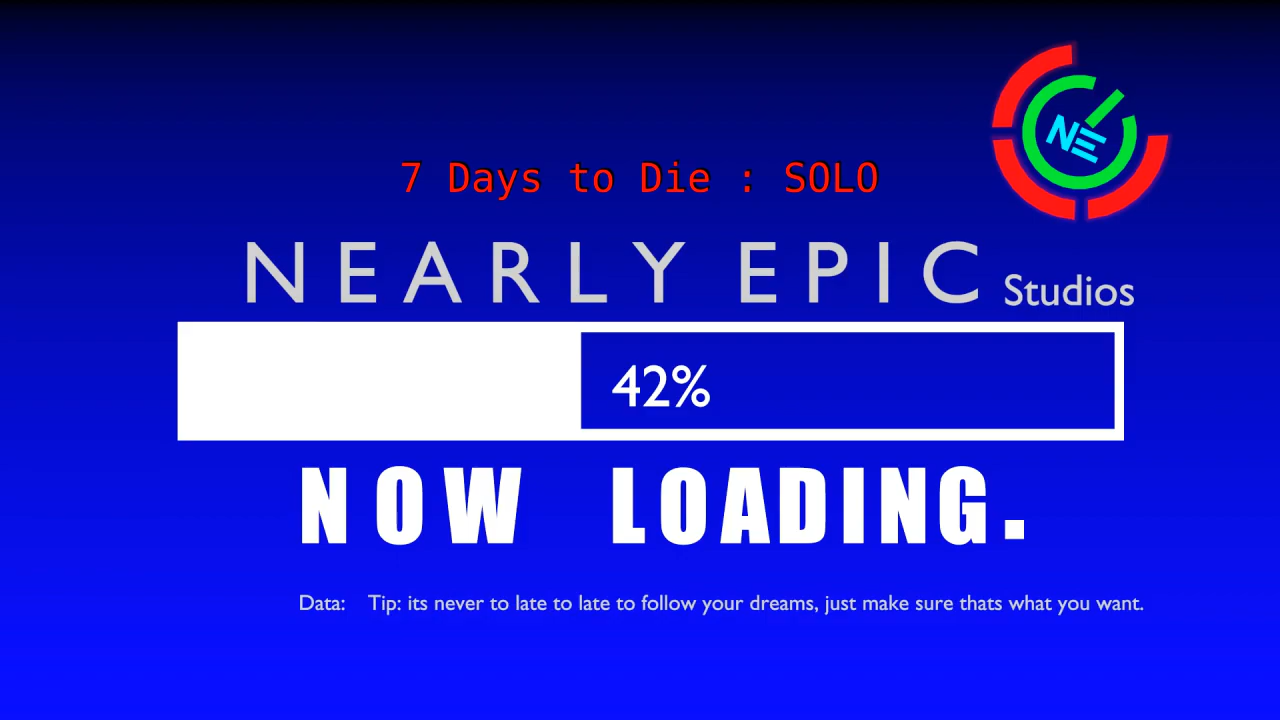 NE
7 Days to Die : SOLO
NEARLY EPIC Studios
42%
NOW LOADING.
Data: Tip: its never to late to late to follow your dreams, just make sure thats what you want.